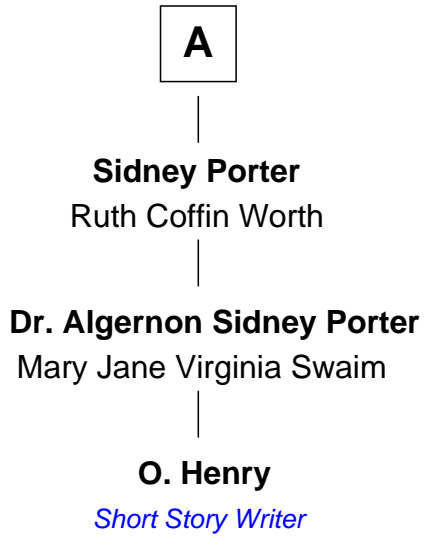 A
Sidney Porter
Ruth Coffin Worth
Dr. Algernon Sidney Porter
Mary Jane Virginia Swaim
O. Henry
Short Story Writer